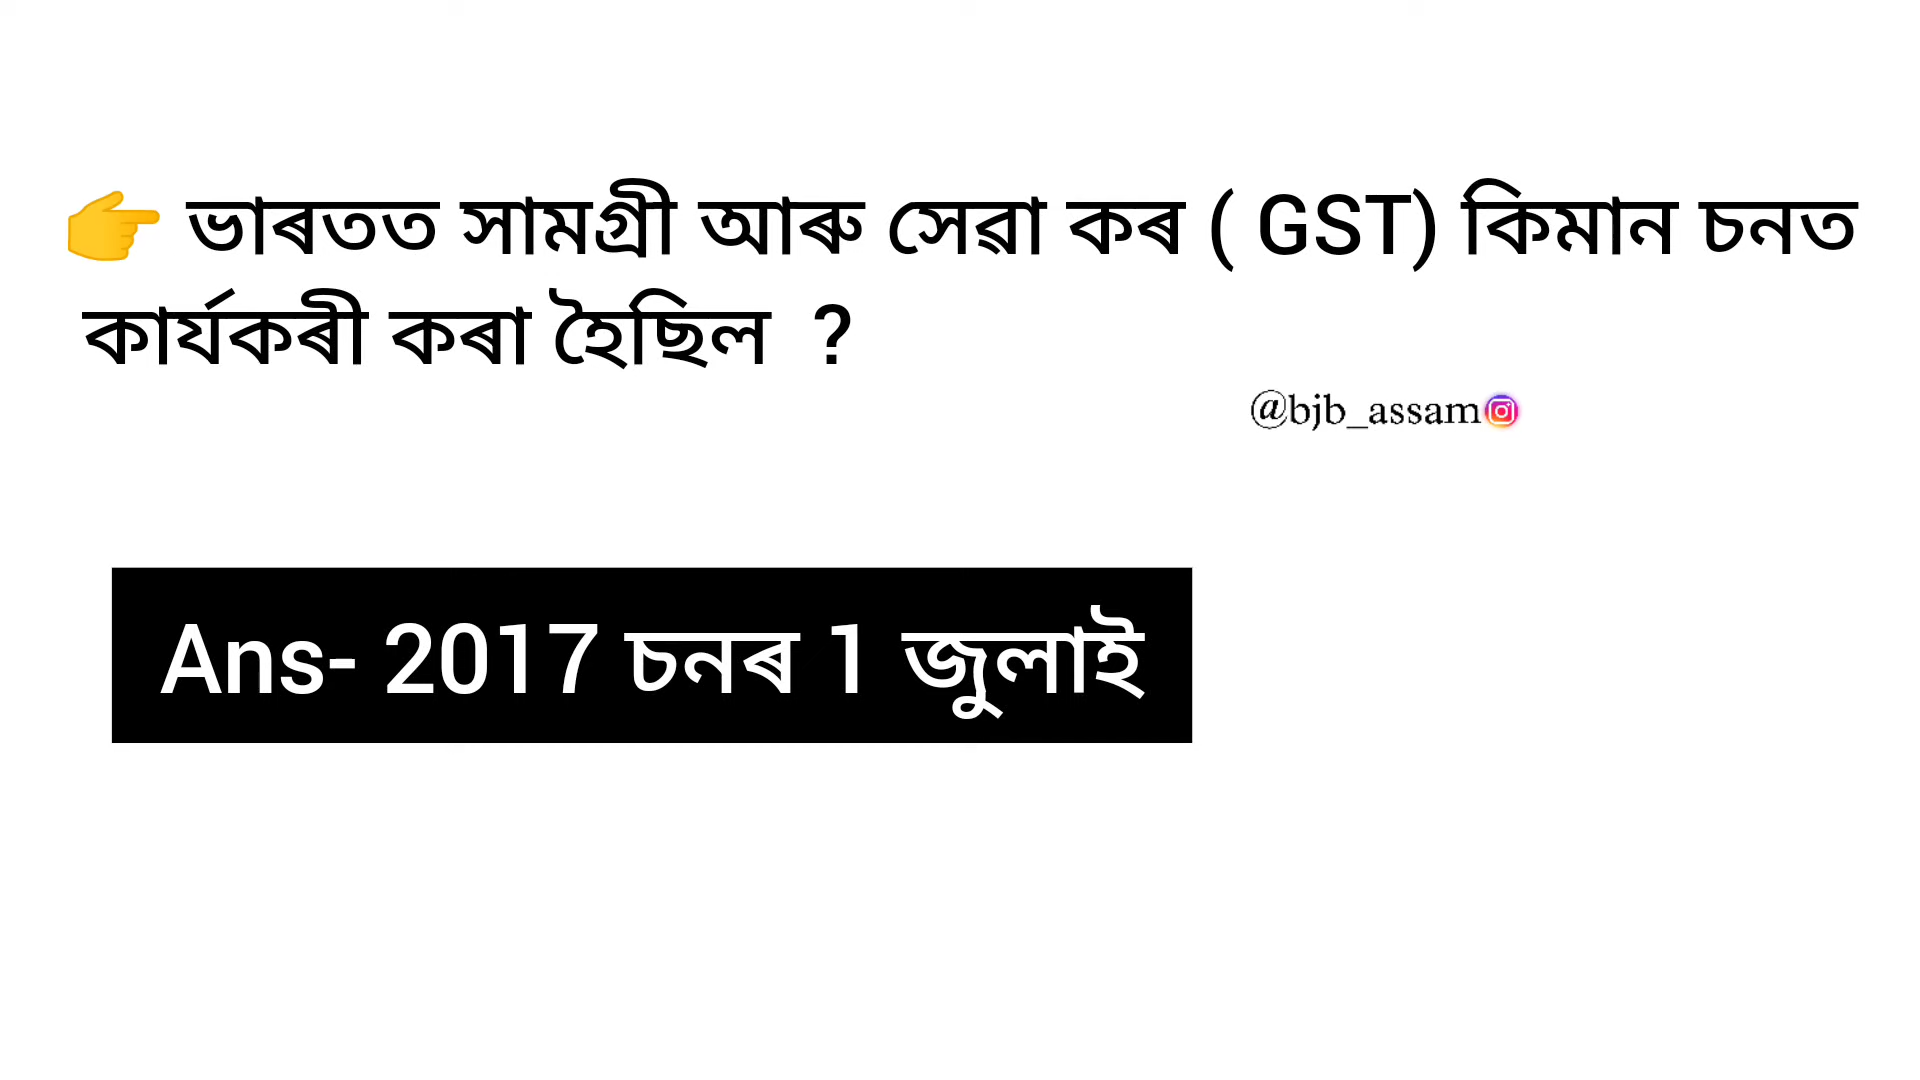 👉 ভাৰতত সামগ্ৰী আৰু সেৱা কৰ ( GST) কিমান চনত
কাৰ্যকৰী কৰা হৈছিল ?
@bjb_assam
Ans- 2017 চনৰ 1 জুলাই